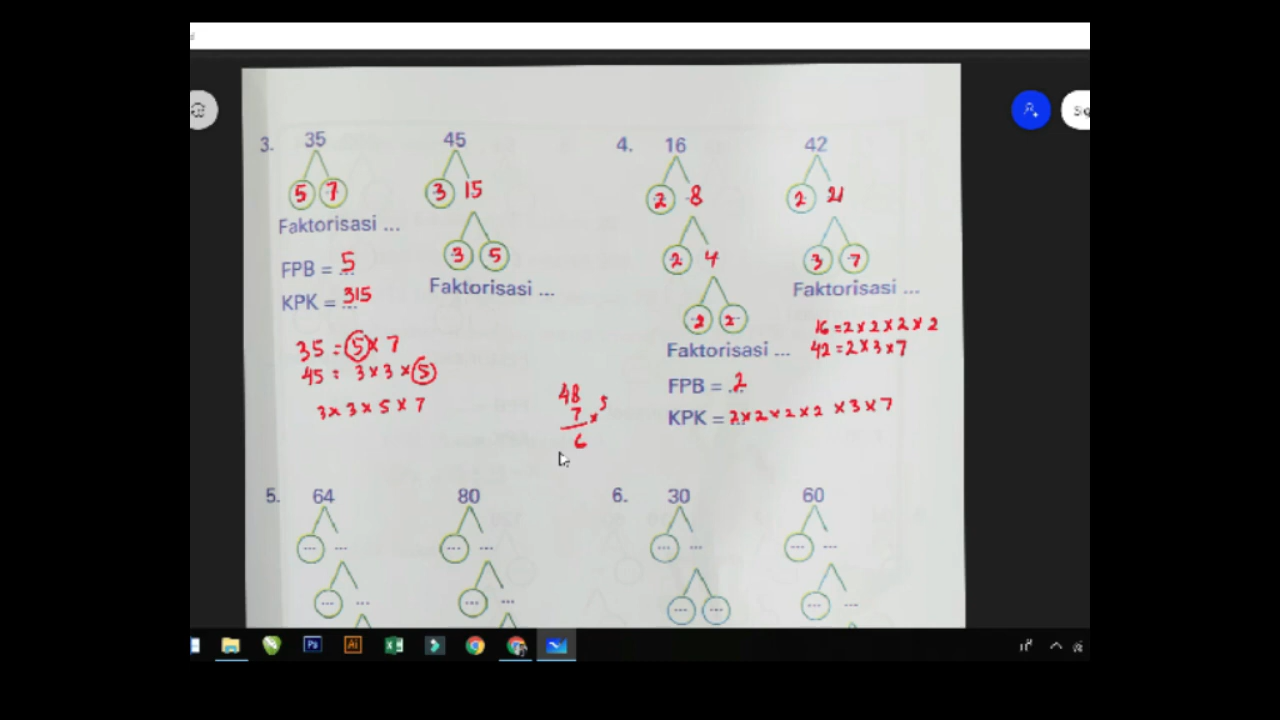 3. 35 45
5 7 3 15
Faktorisasi ...
3 5
FPB = 5
Faktorisasi ...
KPK = 315
35 = 5 x 7
45 = 3 x 3 x 5
3 x 3 x 5 x 7
4. 16 42
2 8 2 21
2 4 3 7
Faktorisasi ...
2 2
16 = 2 x 2 x 2 x 2
42 = 2 x 3 x 7
Faktorisasi ...
FPB = 2
KPK = 2 x 2 x 2 x 2 x 3 x 7
48
7 x 5
6
5. 64 80
... ... ... ...
... ... ... ...
6. 30 60
... ... ... ...
... ... ... ...
Ps Ai